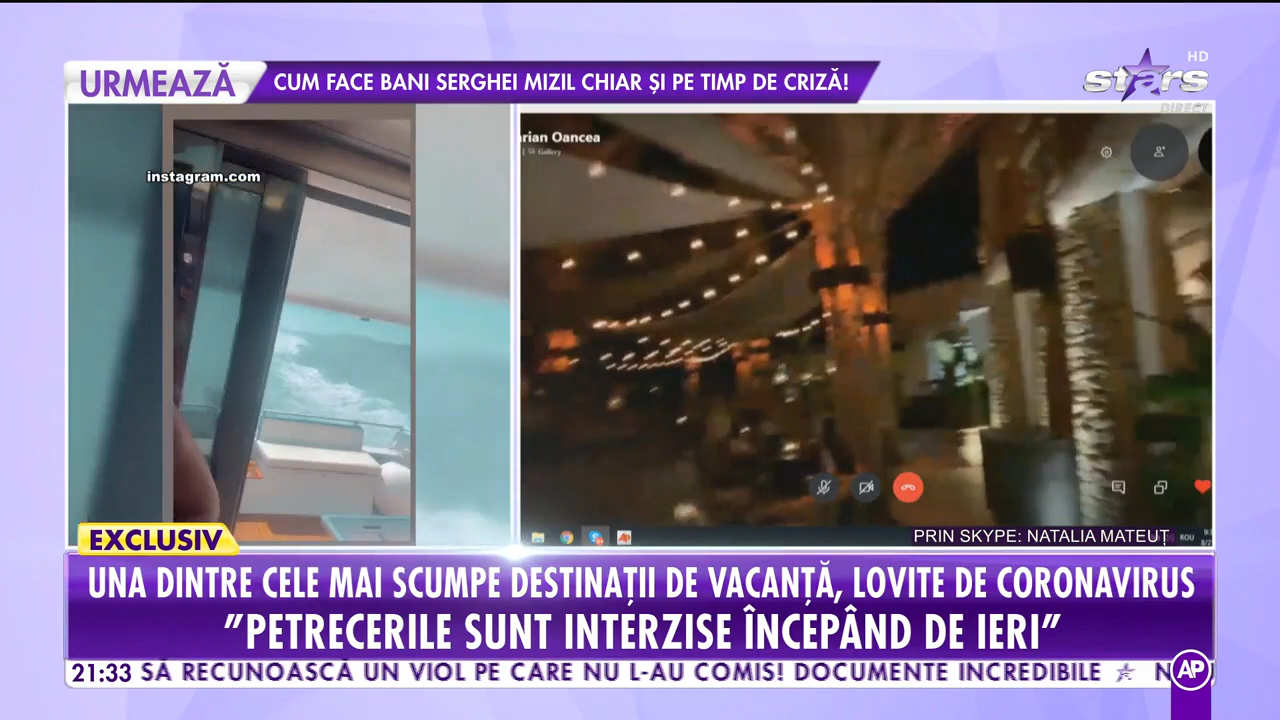 URMEAZĂ
CUM FACE BANI SERGHEI MIZIL CHIAR ȘI PE TIMP DE CRIZĂ!
HD
stars
DIRECT
instagram.com
rian Oancea
Gallery
PRIN SKYPE: NATALIA MATEUȚ
ROU
EXCLUSIV
UNA DINTRE CELE MAI SCUMPE DESTINAȚII DE VACANȚĂ, LOVITE DE CORONAVIRUS
"PETRECERILE SUNT INTERZISE ÎNCEPÂND DE IERI"
21:33 SĂ RECUNOASCĂ UN VIOL PE CARE NU L-AU COMIS! DOCUMENTE INCREDIBILE
AP